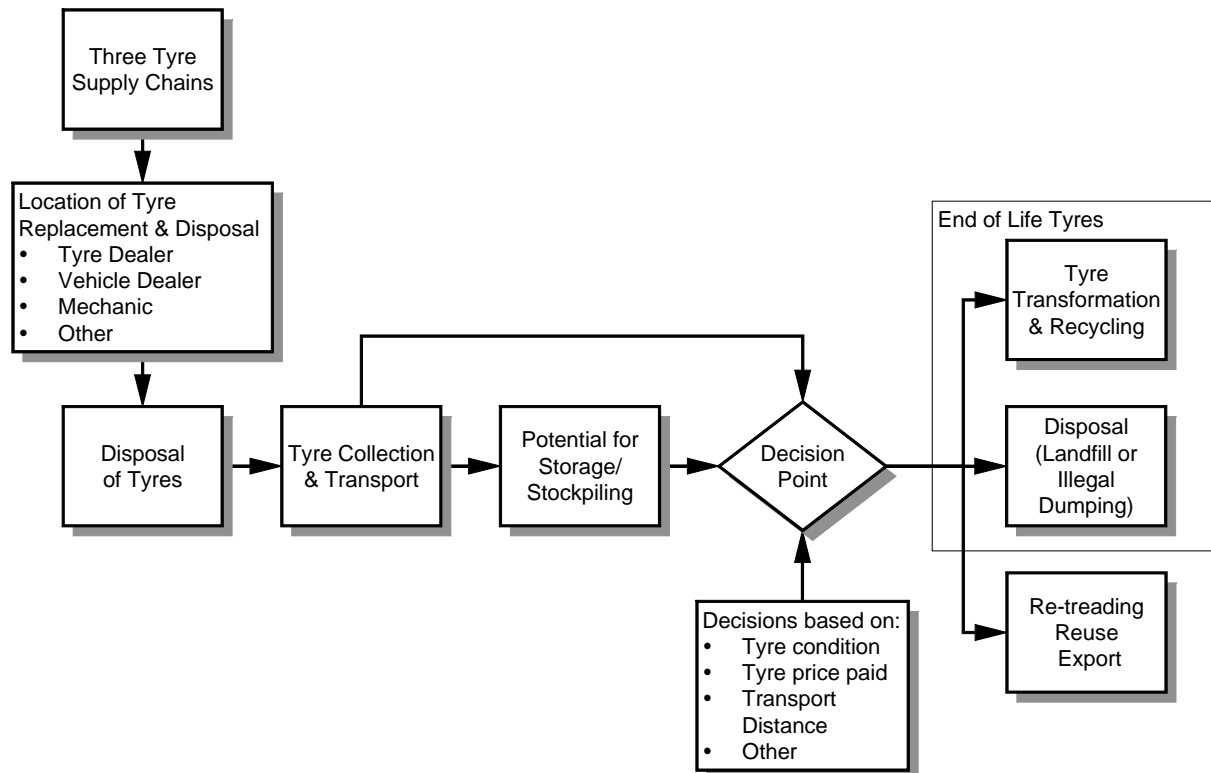 Three Tyre
Supply Chains
Location of Tyre
Replacement & Disposal
• Tyre Dealer
• Vehicle Dealer
• Mechanic
• Other
Disposal
of Tyres
Tyre Collection
& Transport
Potential for
Storage/
Stockpiling
Decision
Point
Decisions based on:
• Tyre condition
• Tyre price paid
• Transport
Distance
• Other
End of Life Tyres
Tyre
Transformation
& Recycling
Disposal
(Landfill or
Illegal
Dumping)
Re-treading
Reuse
Export